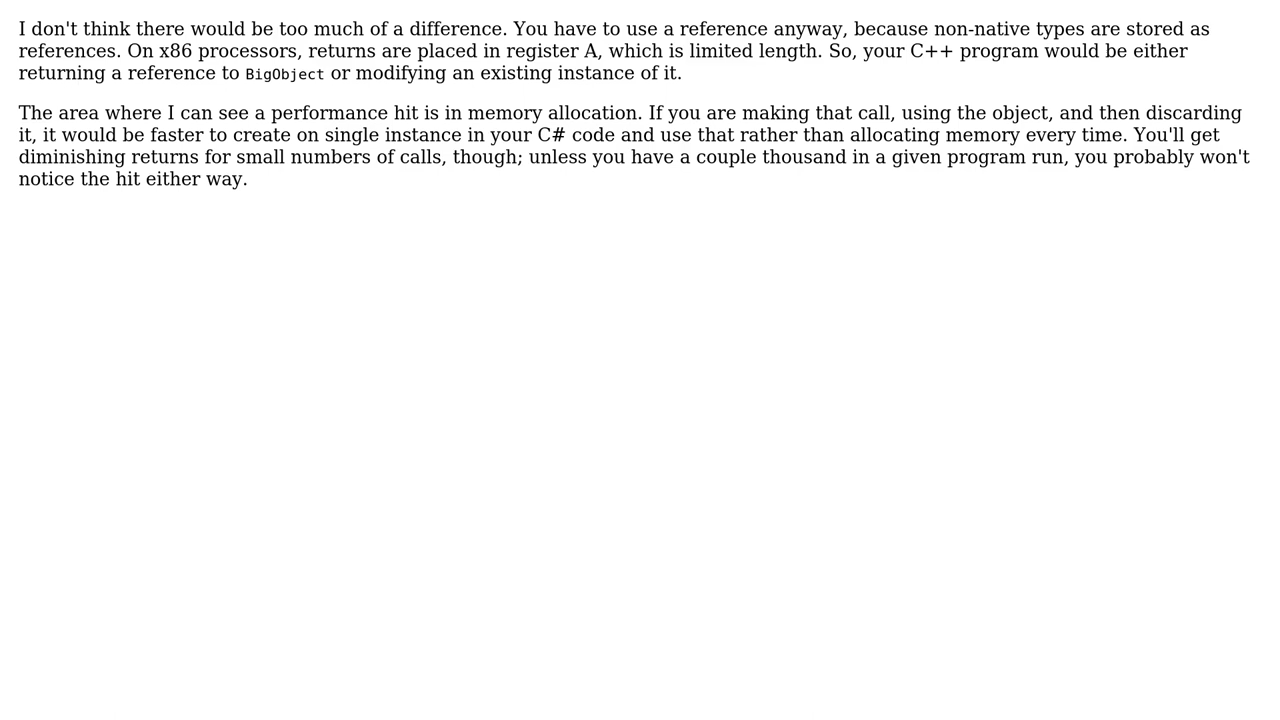 I don't think there would be too much of a difference. You have to use a reference anyway, because non-native types are stored as
references. On x86 processors, returns are placed in register A, which is limited length. So, your C++ program would be either
returning a reference to BigObject or modifying an existing instance of it.
The area where I can see a performance hit is in memory allocation. If you are making that call, using the object, and then discarding
it, it would be faster to create on single instance in your C# code and use that rather than allocating memory every time. You'll get
diminishing returns for small numbers of calls, though; unless you have a couple thousand in a given program run, you probably won't
notice the hit either way.